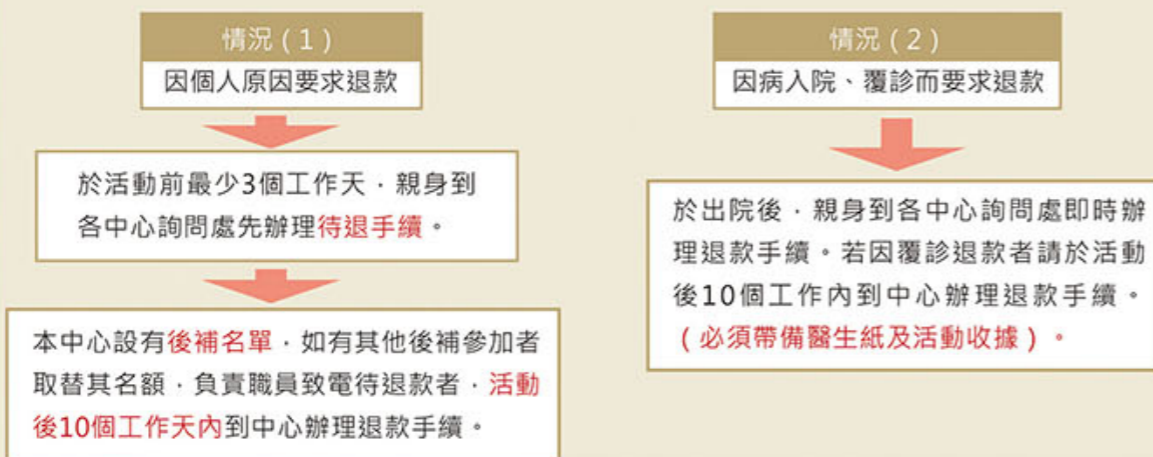 情況(1)
因個人原因要求退款
於活動前最少3個工作天，親身到
各中心詢問處先辦理待退手續。
本中心設有後補名單，如有其他後補參加者
取替其名額，負責職員致電待退款者，活動
後10個工作天內到中心辦理退款手續。
情況(2)
因病入院、覆診而要求退款
於出院後，親身到各中心詢問處即時辦
理退款手續。若因覆診退款者請於活動
後10個工作內到中心辦理退款手續。
(必須帶備醫生紙及活動收據)。